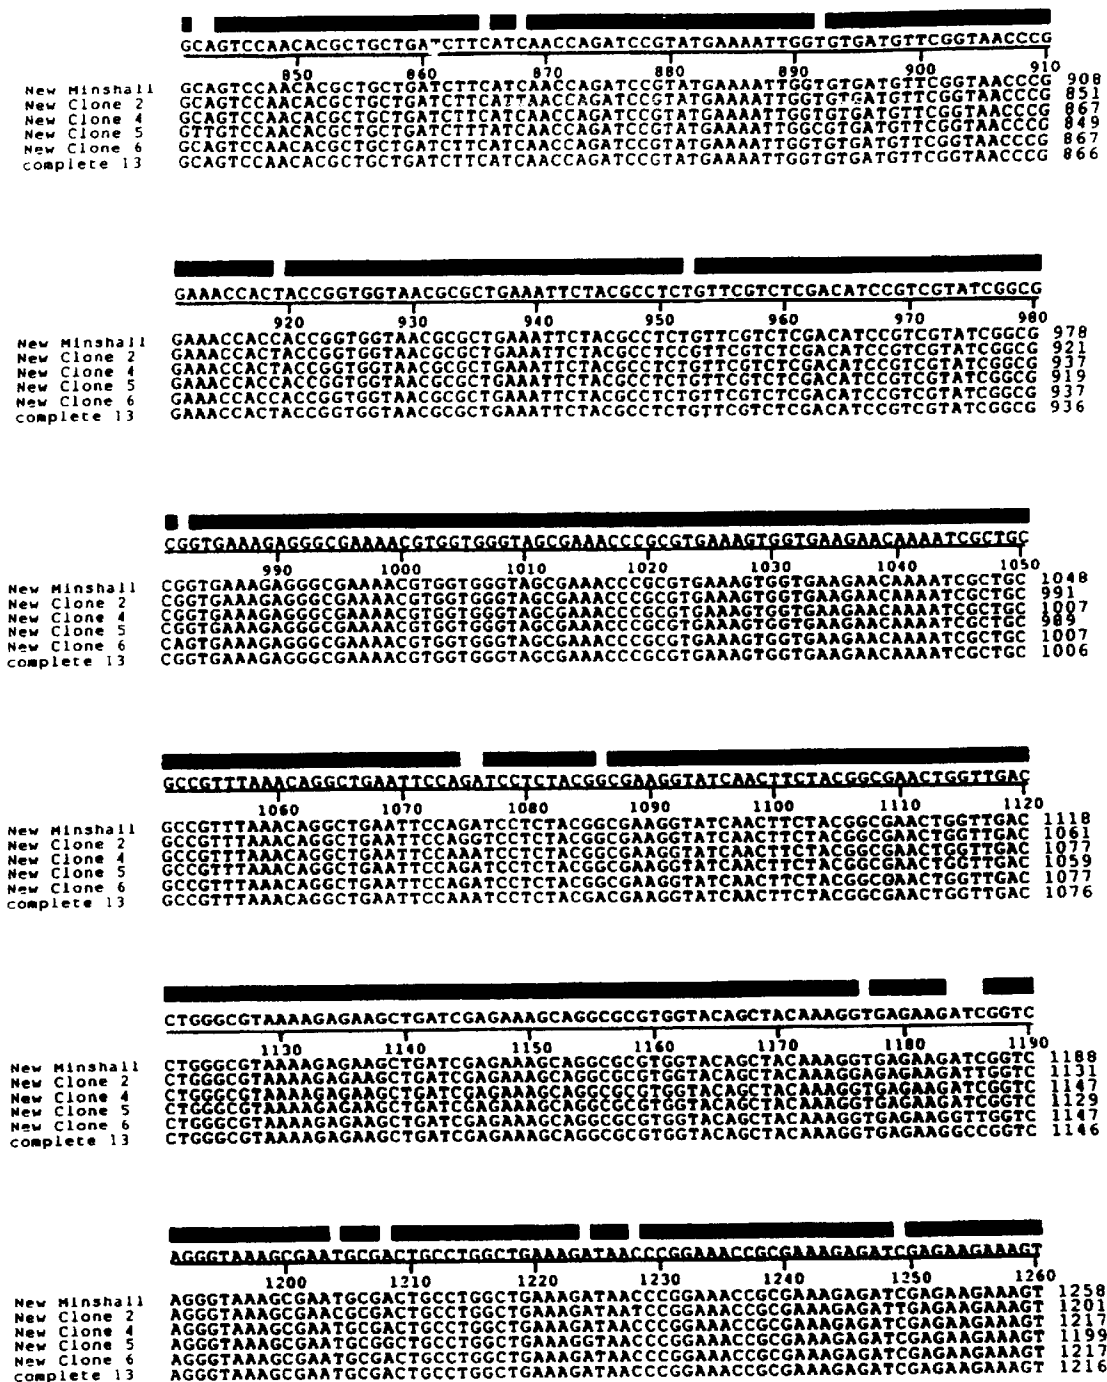 GCAGTCCAACACGCTGCTGATCTTCATCAACCAGATCCGTATGAAAATTGGTGTGATGTTCGGTAACCCG
850 860 870 880 890 900 910
New Minshall GCAGTCCAACACGCTGCTGATCTTCATCAACCAGATCCGTATGAAAATTGGTGTGATGTTCGGTAACCCG 908
New Clone 2 GCAGTCCAACACGCTGCTGATCTTCATTAACCAGATCCGTATGAAAATTGGTGTGATGTTCGGTAACCCG 851
New Clone 4 GCAGTCCAACACGCTGCTGATCTTCATCAACCAGATCCGTATGAAAATTGGTGTGATGTTCGGTAACCCG 867
New Clone 5 GTTGTCCAACACGCTGCTGATCTTTATCAACCAGATCCGTATGAAAATTGGCGTGATGTTCGGTAACCCG 849
New Clone 6 GCAGTCCAACACGCTGCTGATCTTCATCAACCAGATCCGTATGAAAATTGGTGTGATGTTCGGTAACCCG 867
complete 13 GCAGTCCAACACGCTGCTGATCTTCATCAACCAGATCCGTATGAAAATTGGTGTGATGTTCGGTAACCCG 866
GAAACCACTACCGGTGGTAACGCGCTGAAATTCTACGCCTCTGTTCGTCTCGACATCCGTCGTATCGGCG
920 930 940 950 960 970 980
New Minshall GAAACCACCACCGGTGGTAACGCGCTGAAATTCTACGCCTCTGTTCGTCTCGACATCCGTCGTATCGGCG 978
New Clone 2 GAAACCACTACCGGTGGTAACGCGCTGAAATTCTACGCCTCCGTTCGTCTCGACATCCGTCGTATCGGCG 921
New Clone 4 GAAACCACTACCGGTGGTAACGCGCTGAAATTCTACGCCTCTGTTCGTCTCGACATCCGTCGTATCGGCG 937
New Clone 5 GAAACCACCACCGGTGGTAACGCGCTGAAATTCTACGCCTCTGTTCGTCTCGACATCCGTCGTATCGGCG 919
New Clone 6 GAAACCACCACCGGTGGTAACGCGCTGAAATTCTACGCCTCTGTTCGTCTCGACATCCGTCGTATCGGCG 937
complete 13 GAAACCACTACCGGTGGTAACGCGCTGAAATTCTACGCCTCTGTTCGTCTCGACATCCGTCGTATCGGCG 936
CGGTGAAAGAGGGCGAAAACGTGGTGGGTAGCGAAACCCGCGTGAAAGTGGTGAAGAACAAAATCGCTGC
990 1000 1010 1020 1030 1040 1050
New Minshall CGGTGAAAGAGGGCGAAAACGTGGTGGGTAGCGAAACCCGCGTGAAAGTGGTGAAGAACAAAATCGCTGC 1048
New Clone 2 CGGTGAAAGAGGGCGAAAACGTGGTGGGTAGCGAAACCCGCGTGAAAGTGGTGAAGAACAAAATCGCTGC 991
New Clone 4 CGGTGAAAGAGGGCGAAAACGTGGTGGGTAGCGAAACCCGCGTGAAAGTGGTGAAGAACAAAATCGCTGC 1007
New Clone 5 CGGTGAAAGAGGGCGAAAACGTGGTGGGTAGCGAAACCCGCGTGAAAGTGGTGAAGAACAAAATCGCTGC 989
New Clone 6 CAGTGAAAGAGGGCGAAAACGTGGTGGGTAGCGAAACCCGCGTGAAAGTGGTGAAGAACAAAATCGCTGC 1007
complete 13 CGGTGAAAGAGGGCGAAAACGTGGTGGGTAGCGAAACCCGCGTGAAAGTGGTGAAGAACAAAATCGCTGC 1006
GCCGTTTAAACAGGCTGAATTCCAGATCCTCTACGGCGAAGGTATCAACTTCTACGGCGAACTGGTTGAC
1060 1070 1080 1090 1100 1110 1120
New Minshall GCCGTTTAAACAGGCTGAATTCCAGATCCTCTACGGCGAAGGTATCAACTTCTACGGCGAACTGGTTGAC 1118
New Clone 2 GCCGTTTAAACAGGCTGAATTCCAGGTCCTCTACGGCGAAGGTATCAACTTCTACGGCGAACTGGTTGAC 1061
New Clone 4 GCCGTTTAAACAGGCTGAATTCCAAATCCTCTACGGCGAAGGTATCAACTTCTACGGCGAACTGGTTGAC 1077
New Clone 5 GCCGTTTAAACAGGCTGAATTCCAGATCCTCTACGGCGAAGGTATCAACTTCTACGGCGAACTGGTTGAC 1059
New Clone 6 GCCGTTTAAACAGGCTGAATTCCAGATCCTCTACGGCGAAGGTATCAACTTCTACGGCGAACTGGTTGAC 1077
complete 13 GCCGTTTAAACAGGCTGAATTCCAAATCCTCTACGACGAAGGTATCAACTTCTACGGCGAACTGGTTGAC 1076
CTGGGCGTAAAAGAGAAGCTGATCGAGAAAGCAGGCGCGTGGTACAGCTACAAAGGTGAGAAGATCGGTC
1130 1140 1150 1160 1170 1180 1190
New Minshall CTGGGCGTAAAAGAGAAGCTGATCGAGAAAGCAGGCGCGTGGTACAGCTACAAAGGTGAGAAGATCGGTC 1188
New Clone 2 CTGGGCGTAAAAGAGAAGCTGATCGAGAAAGCAGGCGCGTGGTACAGCTACAAAGGAGAGAAGATTGGTC 1131
New Clone 4 CTGGGCGTAAAAGAGAAGCTGATCGAGAAAGCAGGCGCGTGGTACAGCTACAAAGGTGAGAAGATCGGTC 1147
New Clone 5 CTGGGCGTAAAAGAGAAGCTGATCGAGAAAGCAGGCGCGTGGTACAGCTACAAAGGTGAGAAGATCGGTC 1129
New Clone 6 CTGGGCGTAAAAGAGAAGCTGATCGAGAAAGCAGGCGCGTGGTACAGCTACAAAGGTGAGAAGGTTGGTC 1147
complete 13 CTGGGCGTAAAAGAGAAGCTGATCGAGAAAGCAGGCGCGTGGTACAGCTACAAAGGTGAGAAGGCCGGTC 1146
AGGGTAAAGCGAATGCGACTGCCTGGCTGAAAGATAACCCGGAAACCGCGAAAGAGATCGAGAAGAAAGT
1200 1210 1220 1230 1240 1250 1260
New Minshall AGGGTAAAGCGAATGCGACTGCCTGGCTGAAAGATAACCCGGAAACCGCGAAAGAGATCGAGAAGAAAGT 1258
New Clone 2 AGGGTAAAGCGAACGCGACTGCCTGGCTGAAAGATAATCCGGAAACCGCGAAAGAGATTGAGAAGAAAGT 1201
New Clone 4 AGGGTAAAGCGAATGCGACTGCCTGGCTGAAAGATAACCCGGAAACCGCGAAAGAGATCGAGAAGAAAGT 1217
New Clone 5 AGGGTAAAGCGAATGCGGCTGCCTGGCTGAAAGGTAACCCGGAAACCGCGAAAGAGATCGAGAAGAAAGT 1199
New Clone 6 AGGGTAAAGCGAATGCGACTGCCTGGCTGAAAGATAACCCGGAAACCGCGAAAGAGATCGAGAAGAAAGT 1217
complete 13 AGGGTAAAGCGAATGCGACTGCCTGGCTGAAAGATAACCCGGAAACCGCGAAAGAGATCGAGAAGAAAGT 1216